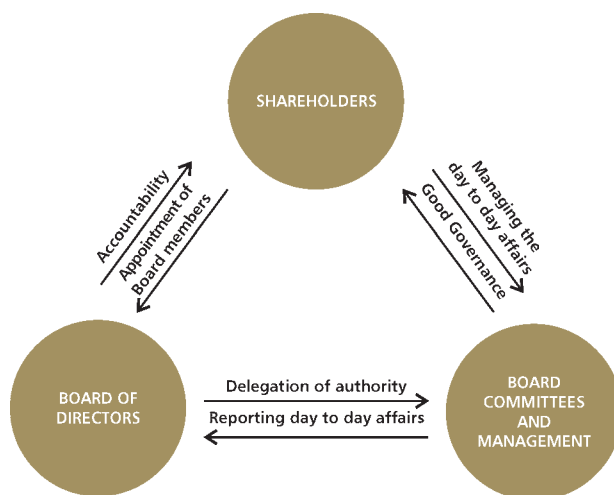 SHAREHOLDERS
Accountability
Appointment of
Board members
Managing the
day to day affairs
Good Governance
BOARD OF
DIRECTORS
Delegation of authority
Reporting day to day affairs
BOARD
COMMITTEES
AND
MANAGEMENT